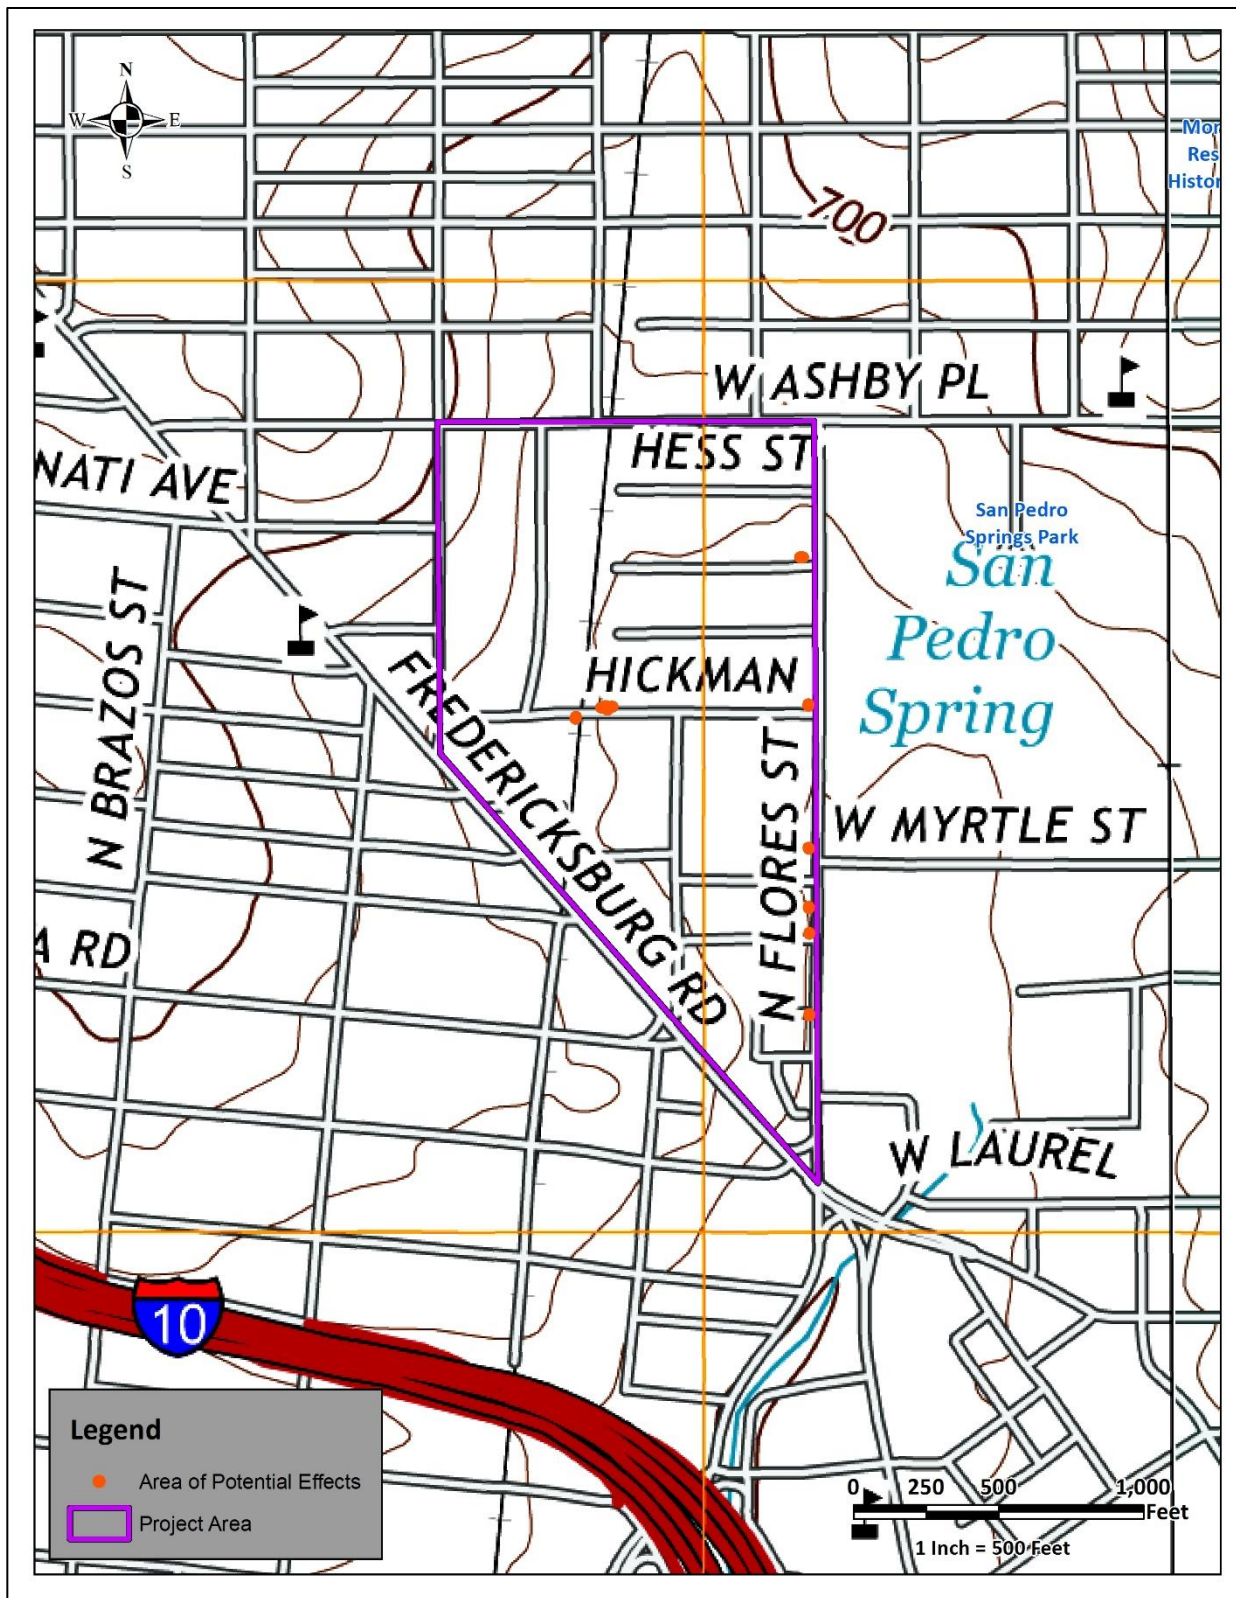 N
W E
S
Mor
Res
Histor
700
W ASHBY PL
HESS ST
NATI AVE
San Pedro
Springs Park
San
Pedro
Spring
N BRAZOS ST
HICKMAN
FREDERICKSBURG RD
N FLORES ST
W MYRTLE ST
A RD
W LAUREL
10
Legend
Area of Potential Effects
Project Area
0 250 500 1,000
Feet
1 Inch = 500 Feet